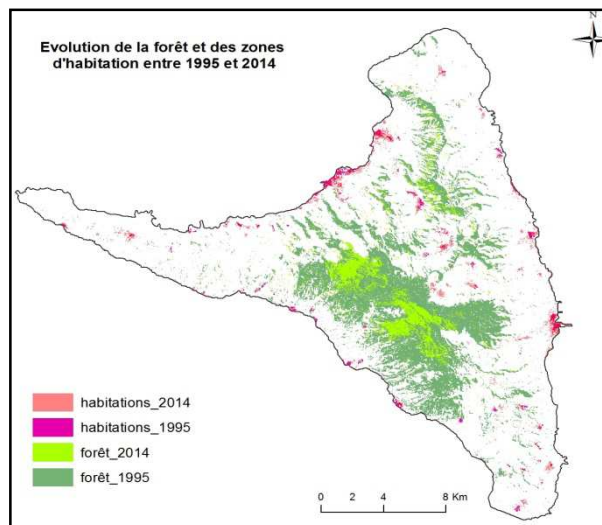 Evolution de la forêt et des zones
d'habitation entre 1995 et 2014
N
habitations_2014
habitations_1995
forêt_2014
forêt_1995
0 2 4 8 Km